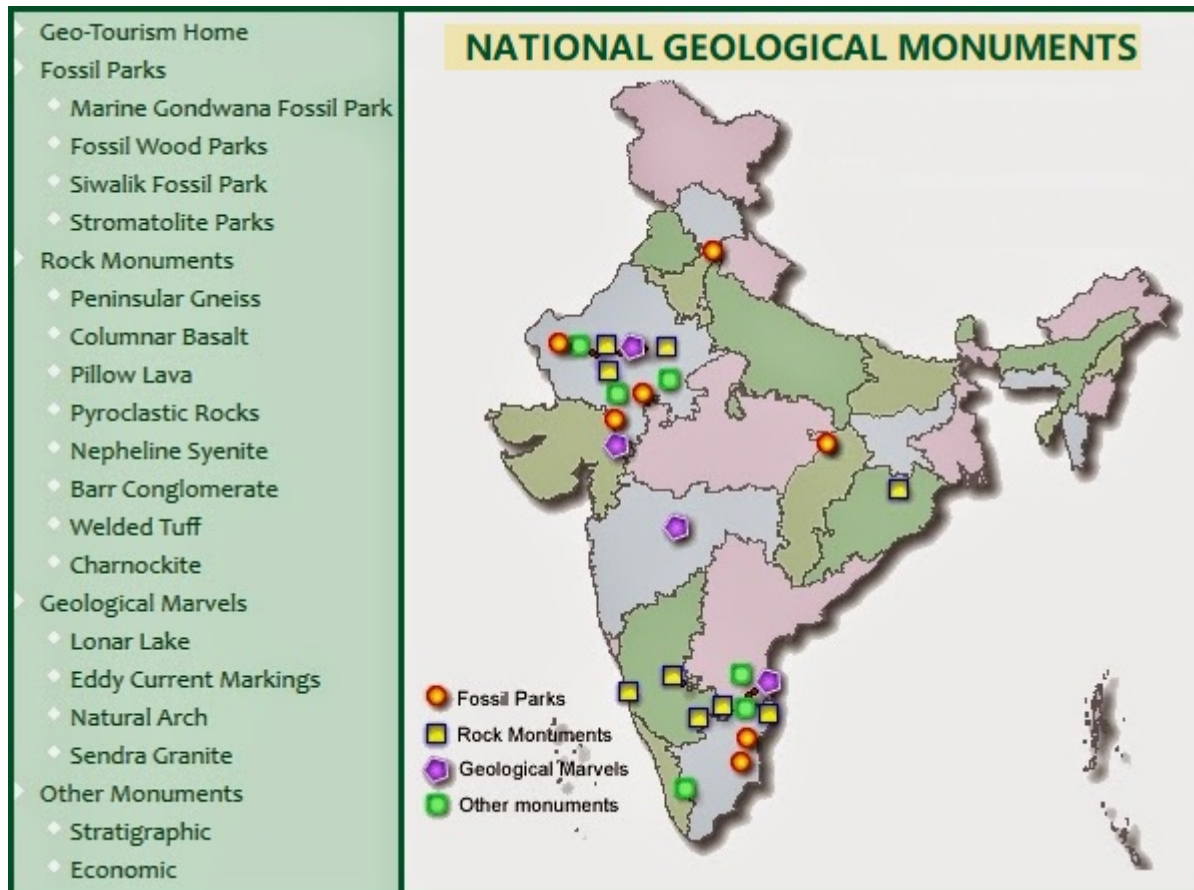 Geo-Tourism Home
Fossil Parks
Marine Gondwana Fossil Park
Fossil Wood Parks
Siwalik Fossil Park
Stromatolite Parks
Rock Monuments
Peninsular Gneiss
Columnar Basalt
Pillow Lava
Pyroclastic Rocks
Nepheline Syenite
Barr Conglomerate
Welded Tuff
Charnockite
Geological Marvels
Lonar Lake
Eddy Current Markings
Natural Arch
Sendra Granite
Other Monuments
Stratigraphic
Economic
NATIONAL GEOLOGICAL MONUMENTS
Fossil Parks
Rock Montuments
Geological Marvels
Other monuments